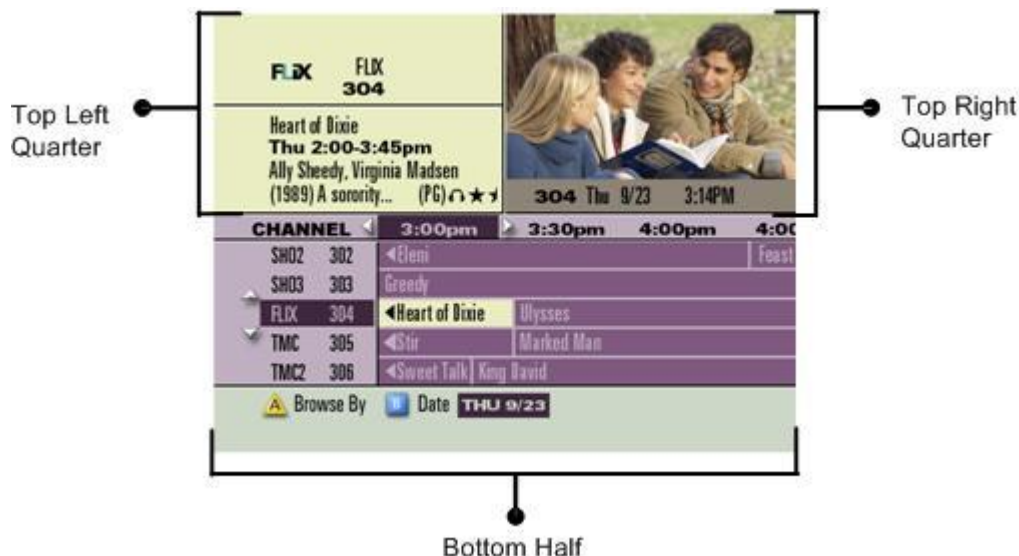 Top Left
Quarter
FLiX FLIX
304
Heart of Dixie
Thu 2:00-3:45pm
Ally Sheedy, Virginia Madsen
(1989) A sorority... (PG)
304 Thu 9/23 3:14PM
Top Right
Quarter
CHANNEL 3:00pm 3:30pm 4:00pm 4:00
SHO2 302 Eleni Feast
SHO3 303 Greedy
FLIX 304 Heart of Dixie Ulysses
TMC 305 Stir Marked Man
TMC2 306 Sweet Talk King David
A Browse By B Date THU 9/23
Bottom Half